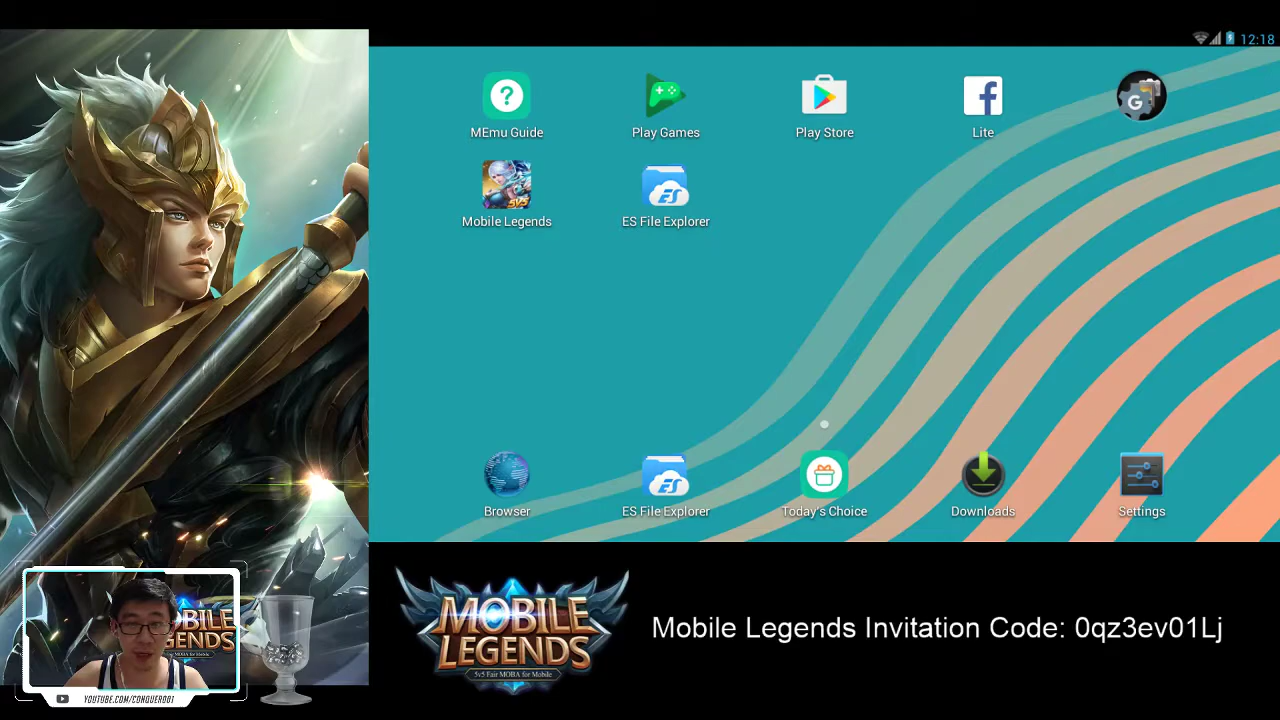 12:18
MEmu Guide
Play Games
Play Store
Lite
G
Mobile Legends
ES File Explorer
5V5
Browser
ES File Explorer
Today's Choice
Downloads
Settings
MOBILE
LEGENDS
5v5 Fair MOBA for Mobile
Mobile Legends Invitation Code: 0qz3ev01Lj
YOUTUBE.COM/CONQUER001